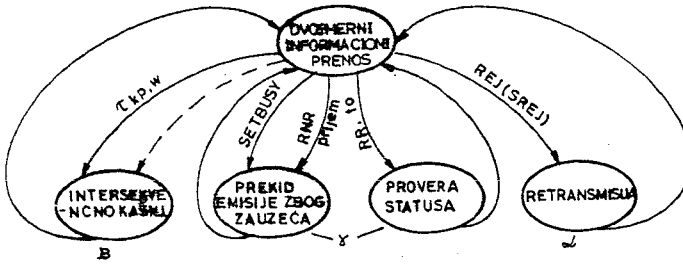 DVOSMERNI
INFORMACIONI
PRENOS
τkp,w
SETBUSY
RNR
prijem
RR, to
REJ(SREJ)
INTERSEKVE
-NCNO KAŠNJ.
PREKID
EMISIJE ZBOG
ZAUZEĆA
PROVERA
STATUSA
RETRANSMISIJA
B
γ
α